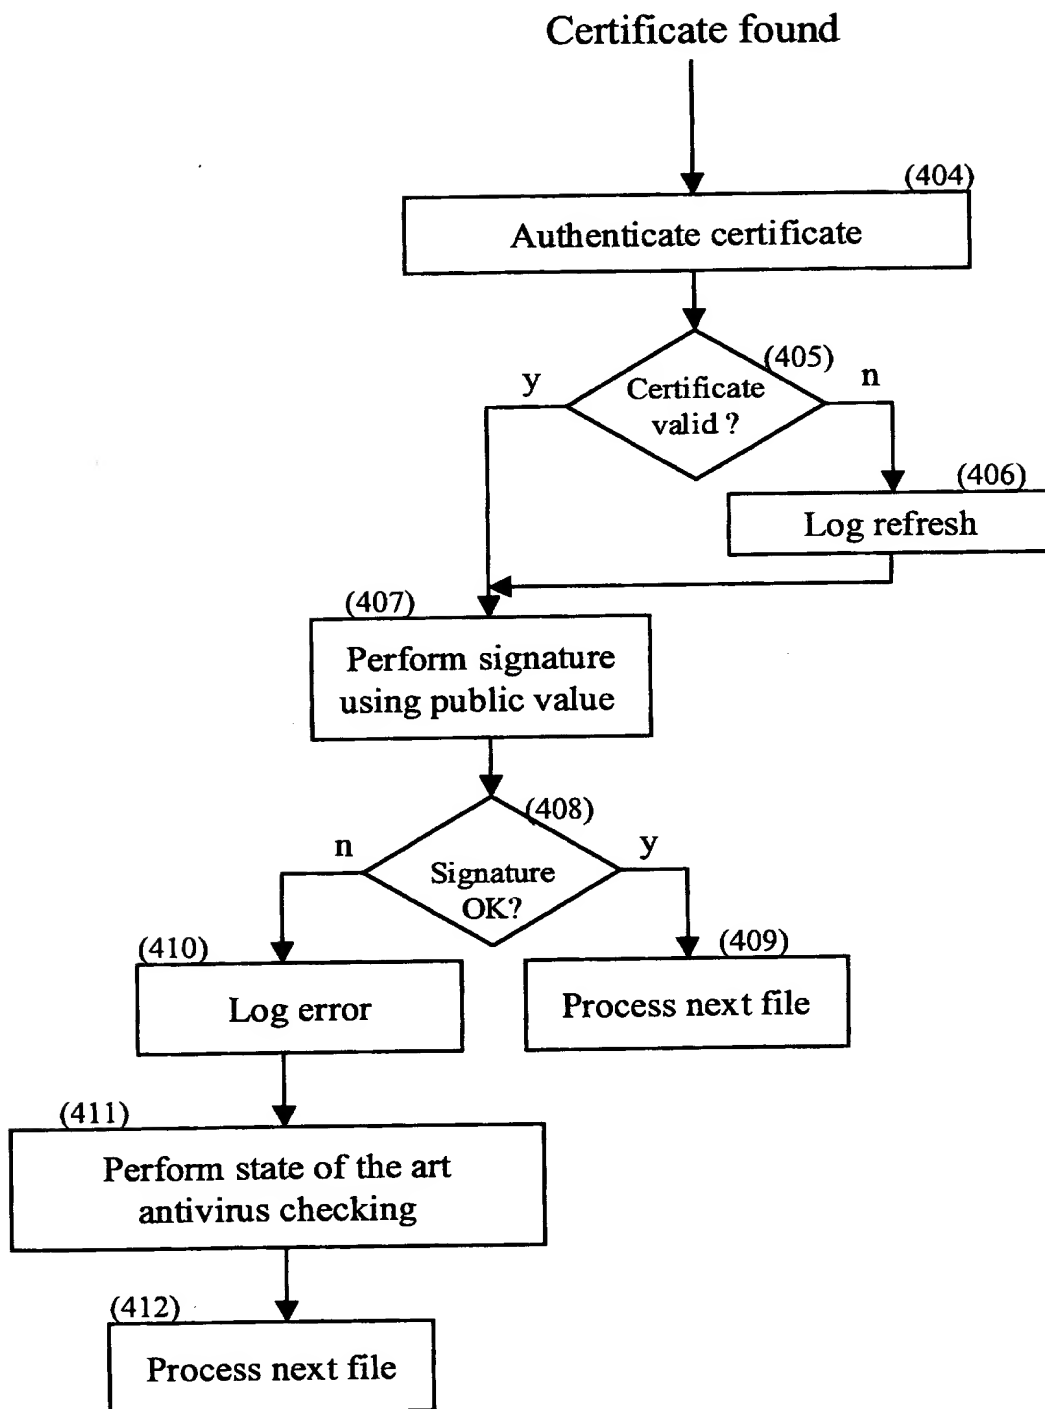 Certificate found
(404)
Authenticate certificate
(405)
y
n
Certificate
valid ?
(406)
Log refresh
(407)
Perform signature
using public value
(408)
n
y
Signature
OK?
(410)
(409)
Log error
Process next file
(411)
Perform state of the art
antivirus checking
(412)
Process next file